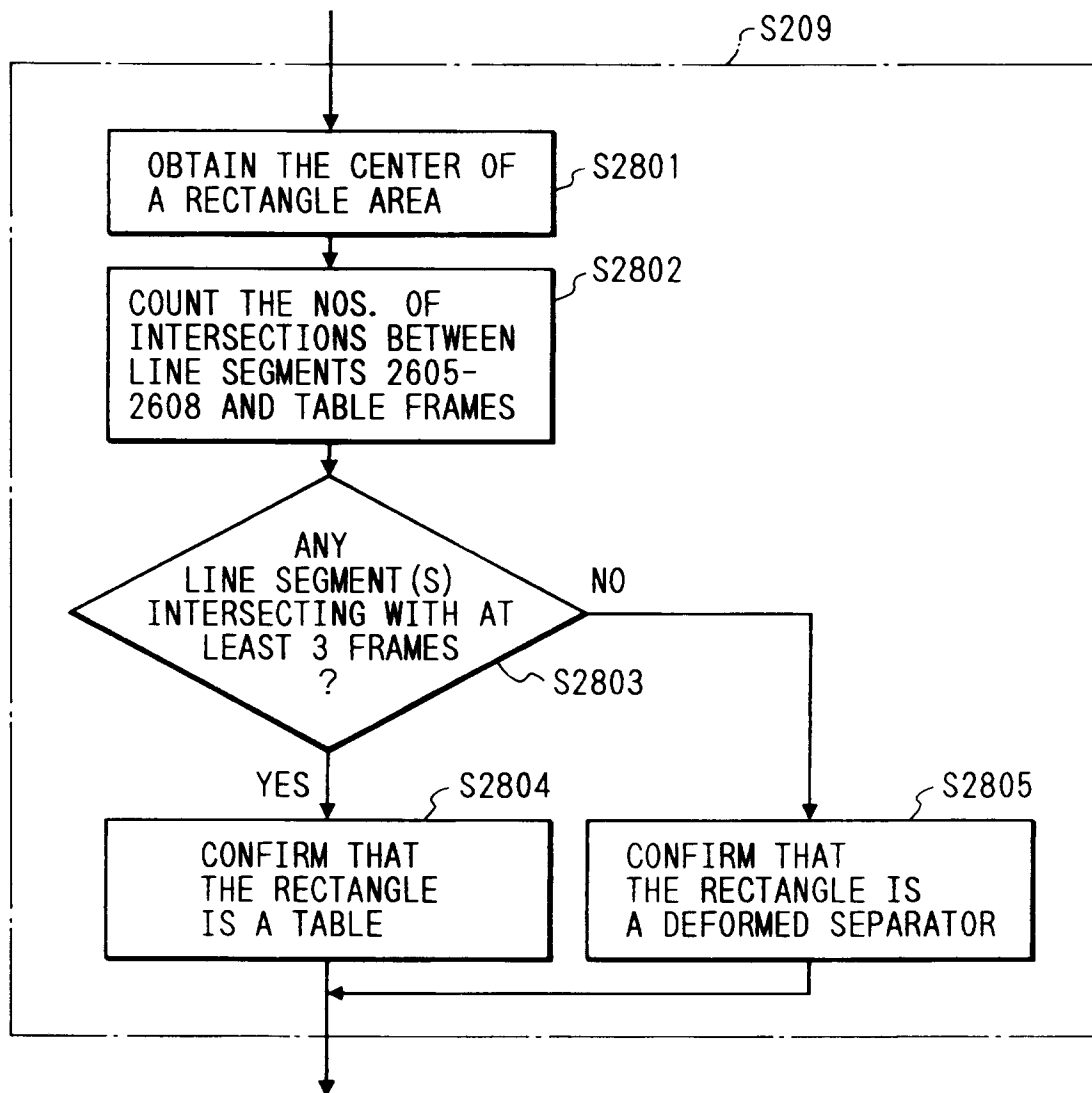 S209
OBTAIN THE CENTER OF
A RECTANGLE AREA
S2801
S2802
COUNT THE NOS. OF
INTERSECTIONS BETWEEN
LINE SEGMENTS 2605-
2608 AND TABLE FRAMES
ANY
LINE SEGMENT(S)
INTERSECTING WITH AT
LEAST 3 FRAMES
?
NO
S2803
YES
S2804
S2805
CONFIRM THAT
THE RECTANGLE
IS A TABLE
CONFIRM THAT
THE RECTANGLE IS
A DEFORMED SEPARATOR